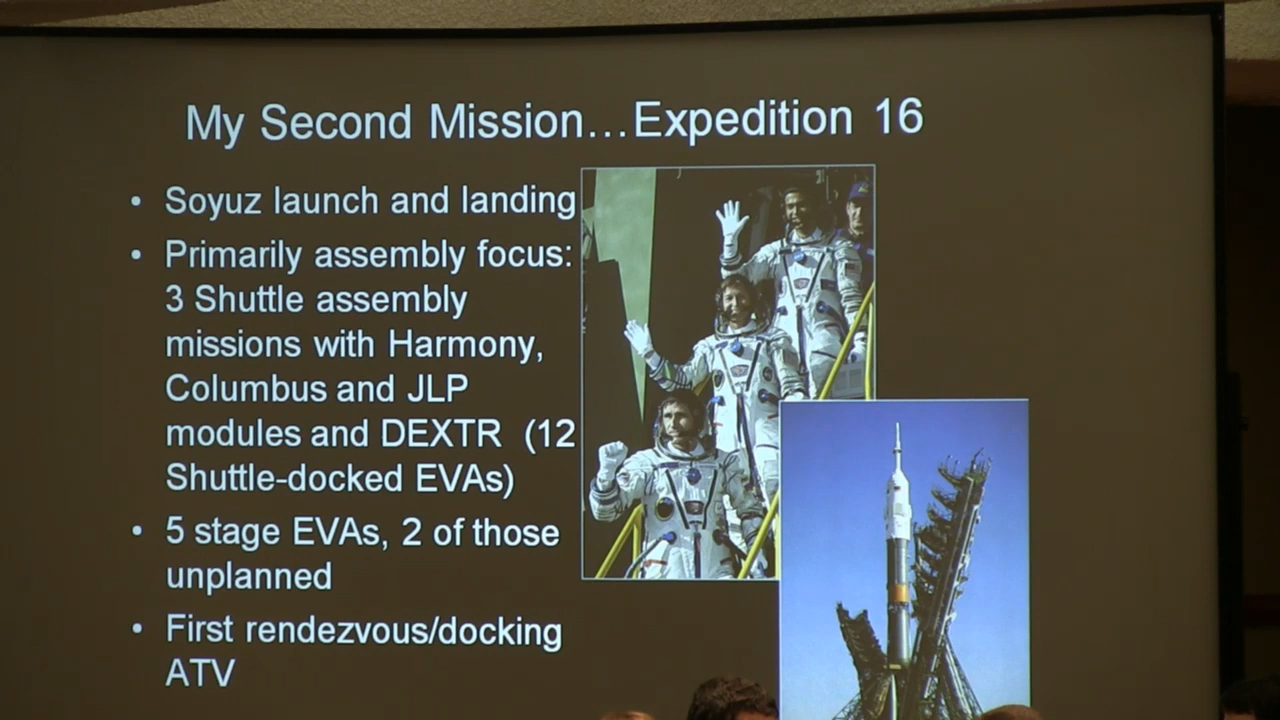 My Second Mission…Expedition 16
• Soyuz launch and landing
• Primarily assembly focus:
3 Shuttle assembly
missions with Harmony,
Columbus and JLP
modules and DEXTR (12
Shuttle-docked EVAs)
• 5 stage EVAs, 2 of those
unplanned
• First rendezvous/docking
ATV